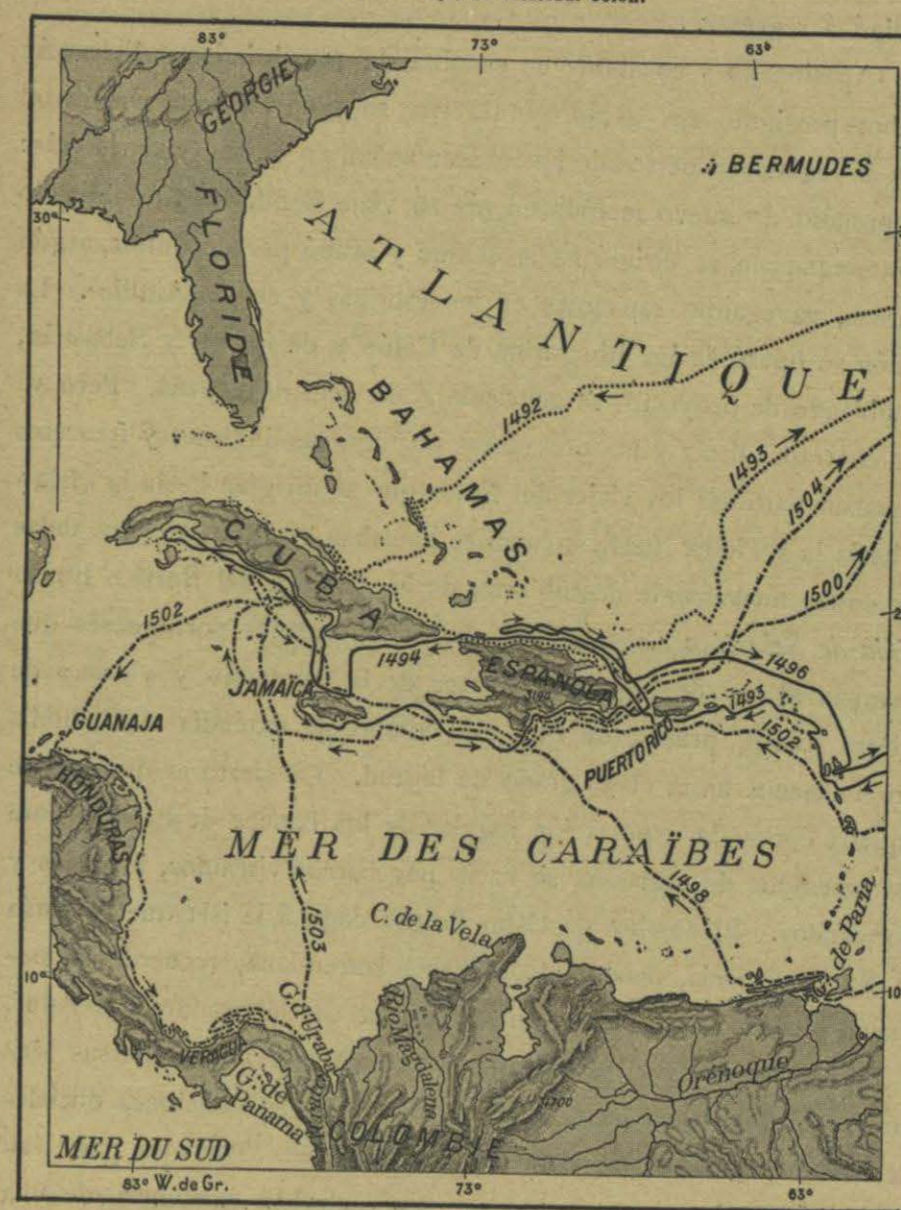 83°
73°
63°
GEORGIE
BERMUDES
30°
FLORIDE
ATLANTIQUE
BAHAMAS
1492
1493
1504
1500
CUBA
1502
1494
ESPAÑOLA
1496
JAMAÏCA
1493
GUANAJA
1502
PUERTO RICO
HONDURAS
MER DES CARAÏBES
1498
C. de la Vela
de Paria
1503
10°
10
G. d'Uraba
Rio Magdalena
VERAGUA
Orénoque
G. de
Panama
COLOMBIE
MER DU SUD
83° W. de Gr.
73°
63°